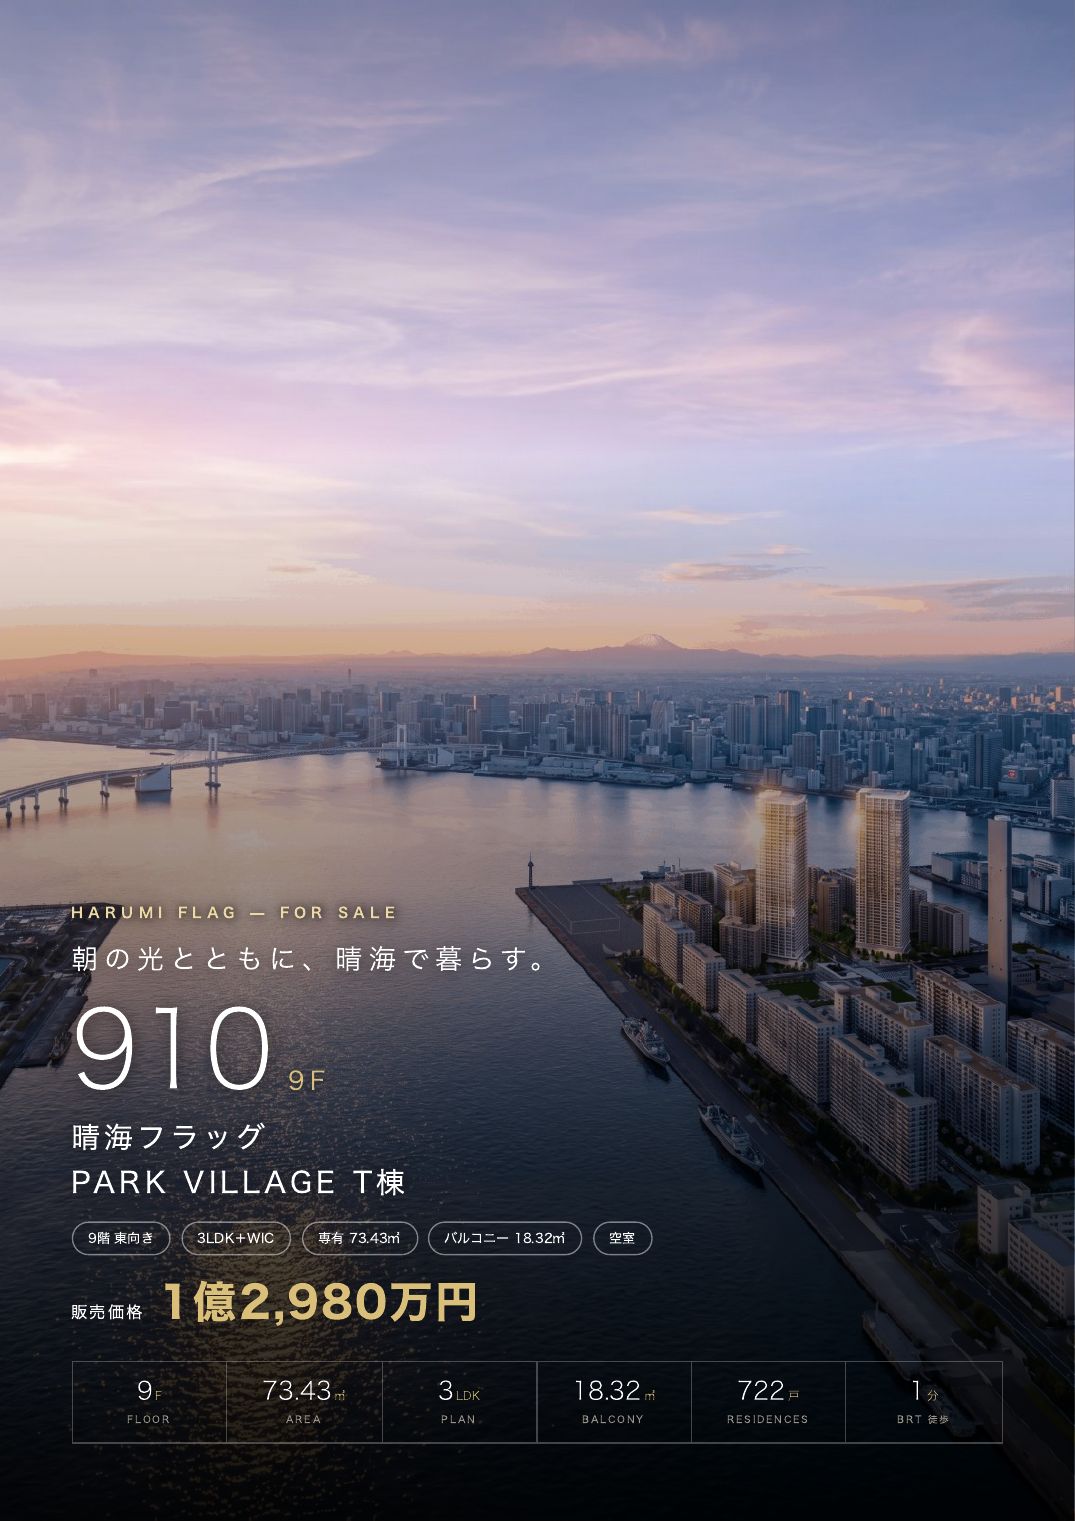 HARUMI FLAG — FOR SALE
朝の光とともに、晴海で暮らす。
910 9F
晴海フラッグ
PARK VILLAGE T棟
9階 東向き 3LDK+WIC 専有 73.43㎡ バルコニー 18.32㎡ 空室
販売価格 1億2,980万円
9F 73.43㎡ 3LDK 18.32㎡ 722戸 1分
FLOOR AREA PLAN BALCONY RESIDENCES BRT 徒歩